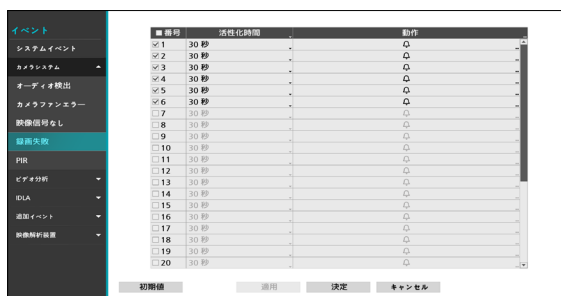 イベント
システムイベント
カメラシステム
オーディオ検出
カメラファンエラー
映像信号なし
録画失敗
PIR
ビデオ分析
IDLA
追加イベント
映像解析装置
番号 活性化時間 動作
1 30 秒
2 30 秒
3 30 秒
4 30 秒
5 30 秒
6 30 秒
7 30 秒
8 30 秒
9 30 秒
10 30 秒
11 30 秒
12 30 秒
13 30 秒
14 30 秒
15 30 秒
16 30 秒
17 30 秒
18 30 秒
19 30 秒
20 30 秒
初期値 適用 決定 キャンセル